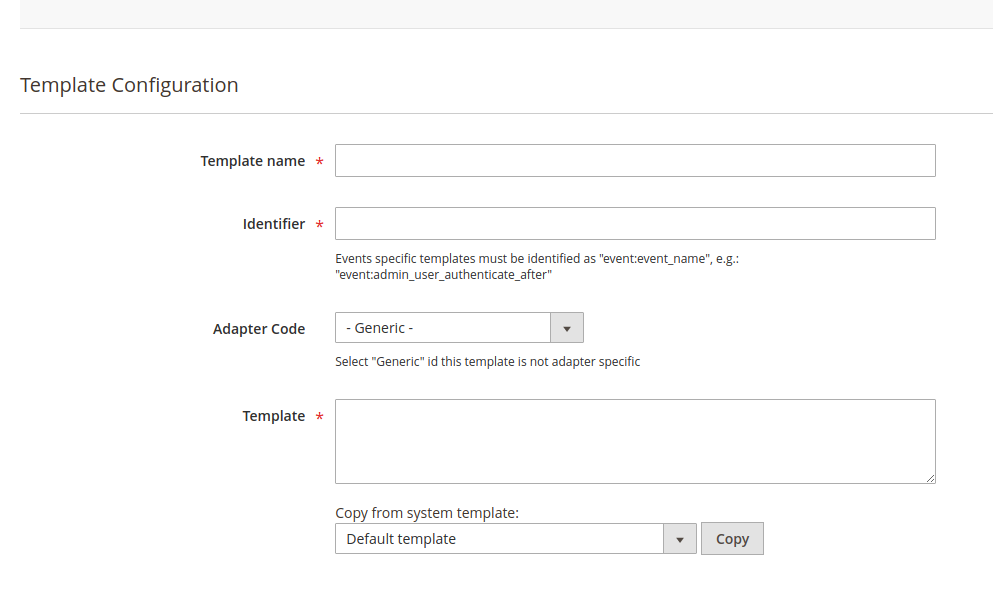 Template Configuration
Template name *
Identifier *
Events specific templates must be identified as "event:event_name", e.g.:
"event:admin_user_authenticate_after"
Adapter Code
- Generic -
Select "Generic" id this template is not adapter specific
Template *
Copy from system template:
Default template
Copy